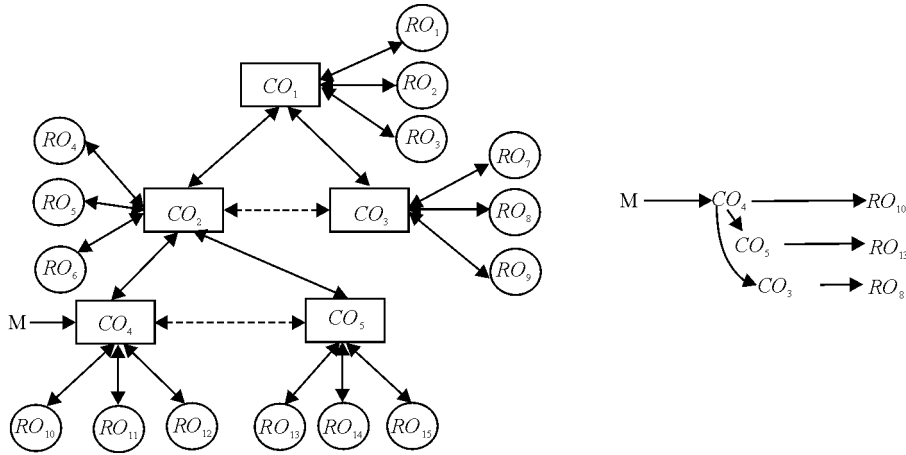 RO₁
CO₁
RO₂
RO₃
RO₄
RO₇
RO₅
CO₂
CO₃
RO₈
RO₆
RO₉
M
CO₄
CO₅
RO₁₀
RO₁₁
RO₁₂
RO₁₃
RO₁₄
RO₁₅
M CO₄ RO₁₀
CO₅ RO₁₃
CO₃ RO₈